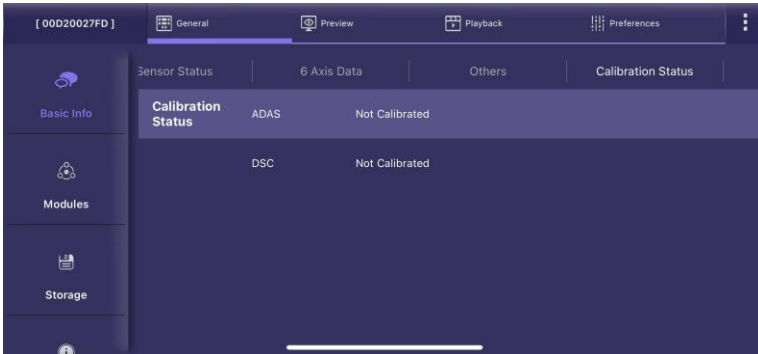 [ 00D20027FD ]
General
Preview
Playback
Preferences
Sensor Status
6 Axis Data
Others
Calibration Status
Basic Info
Calibration
Status
ADAS
Not Calibrated
DSC
Not Calibrated
Modules
Storage